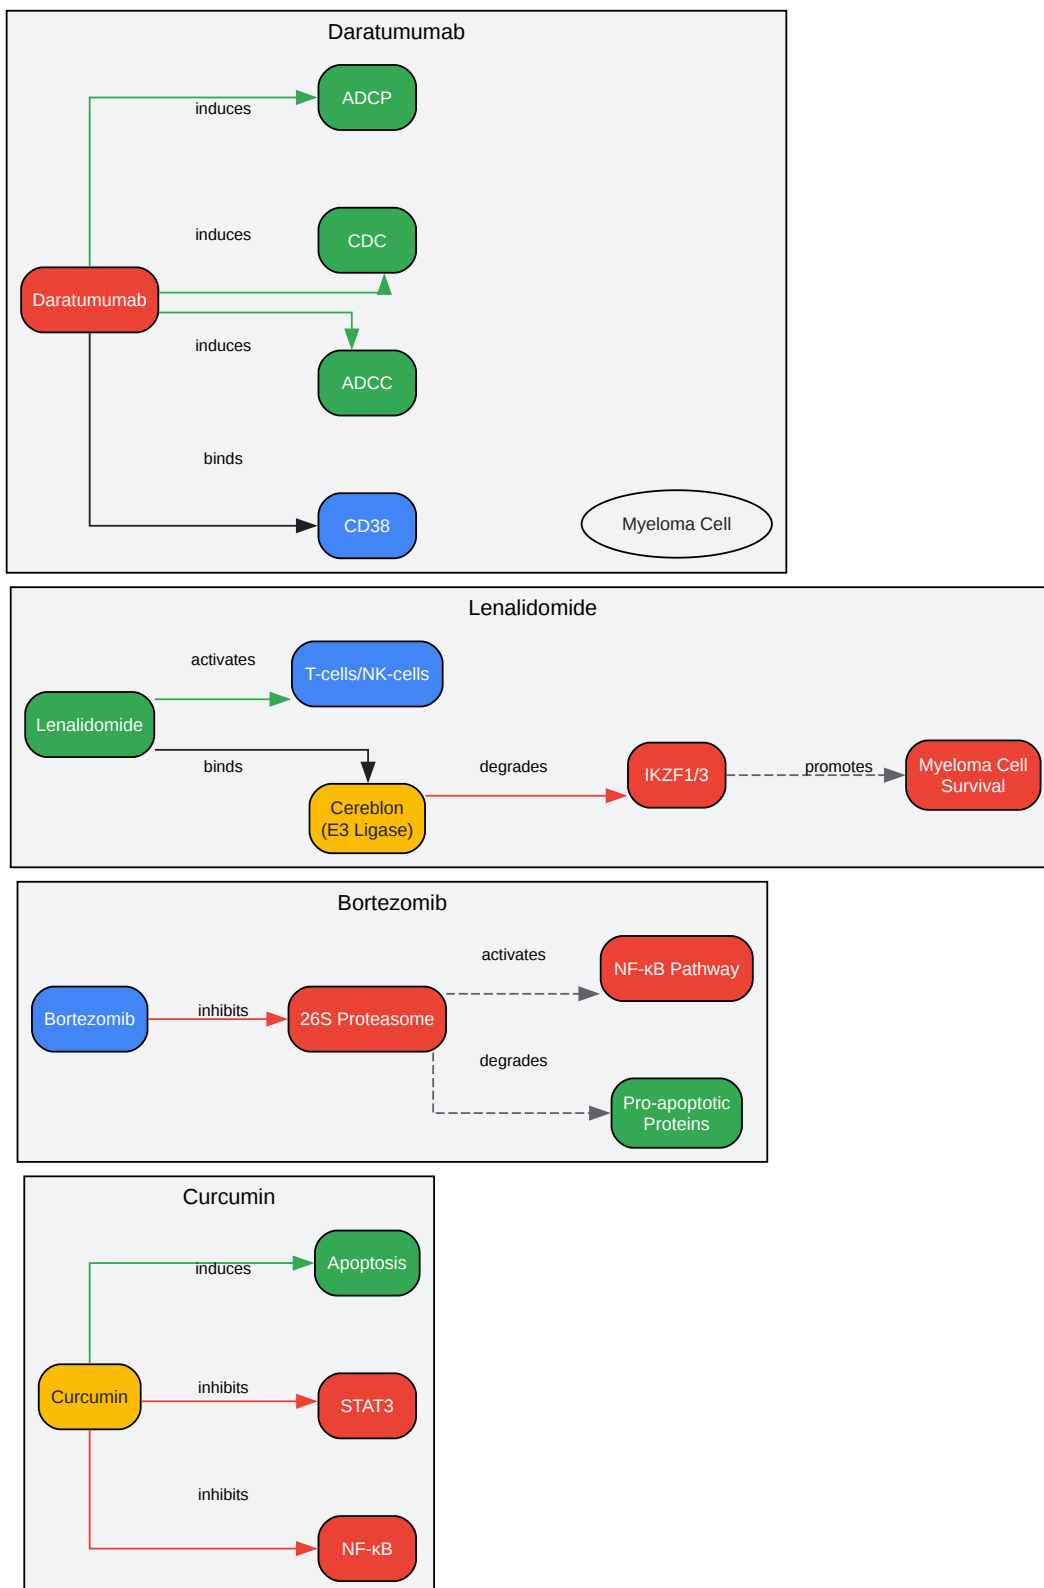 Daratumumab
ADCP
induces
induces
CDC
Daratumumab
induces
ADCC
binds
CD38
Myeloma Cell
Lenalidomide
activates
T-cells/NK-cells
Lenalidomide
binds
Cereblon
(E3 Ligase)
degrades
IKZF1/3
promotes
Myeloma Cell
Survival
Bortezomib
Bortezomib
inhibits
26S Proteasome
activates
NF-κB Pathway
degrades
Pro-apoptotic
Proteins
Curcumin
induces
Apoptosis
Curcumin
inhibits
STAT3
inhibits
NF-κB